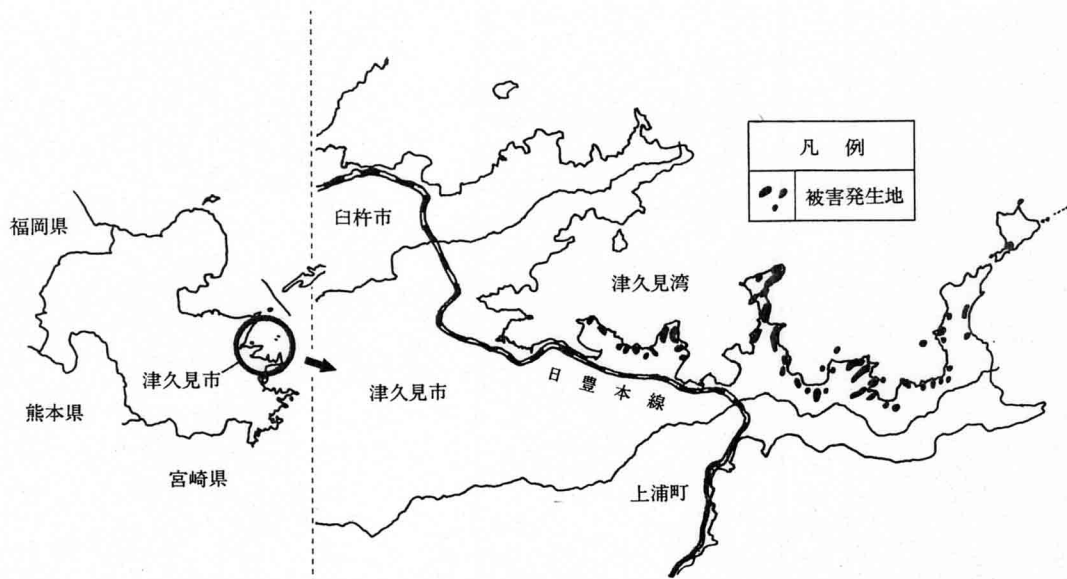 福岡県
津久見市
熊本県
宮崎県
臼杵市
津久見湾
津久見市
日豊本線
上浦町
凡例
被害発生地